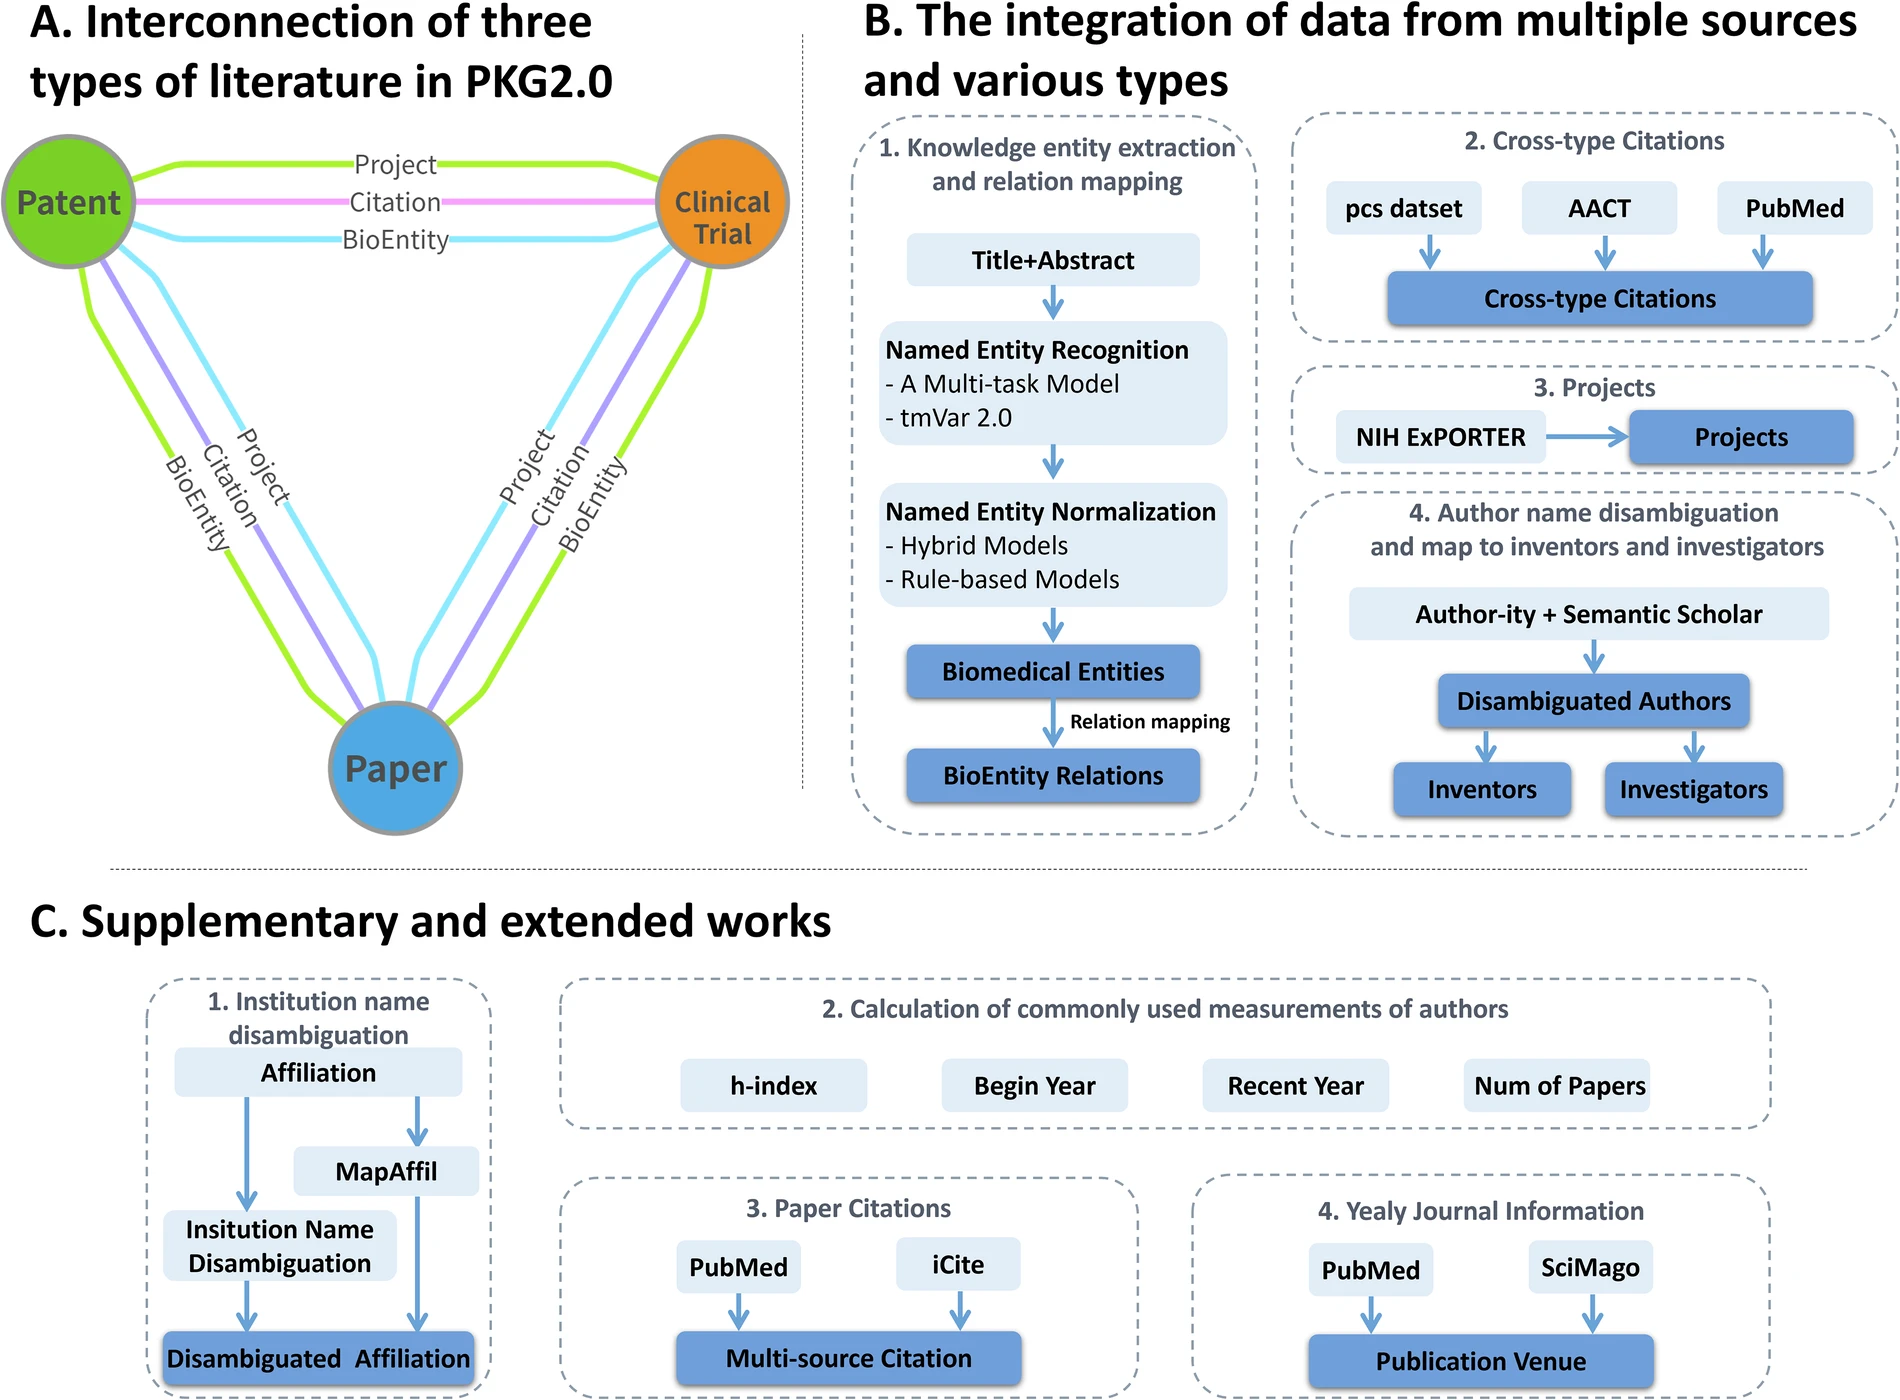 A. Interconnection of three
types of literature in PKG2.0
Patent
Project
Citation
BioEntity
Clinical
Trial
Project
Citation
BioEntity
Project
Citation
BioEntity
Paper
B. The integration of data from multiple sources
and various types
1. Knowledge entity extraction
and relation mapping
Title+Abstract
Named Entity Recognition
- A Multi-task Model
- tmVar 2.0
Named Entity Normalization
- Hybrid Models
- Rule-based Models
Biomedical Entities
Relation mapping
BioEntity Relations
2. Cross-type Citations
pcs datset
AACT
PubMed
Cross-type Citations
3. Projects
NIH ExPORTER
Projects
4. Author name disambiguation
and map to inventors and investigators
Author-ity + Semantic Scholar
Disambiguated Authors
Inventors
Investigators
C. Supplementary and extended works
1. Institution name
disambiguation
Affiliation
MapAffil
Insitution Name
Disambiguation
Disambiguated Affiliation
2. Calculation of commonly used measurements of authors
h-index
Begin Year
Recent Year
Num of Papers
3. Paper Citations
PubMed
iCite
Multi-source Citation
4. Yealy Journal Information
PubMed
SciMago
Publication Venue